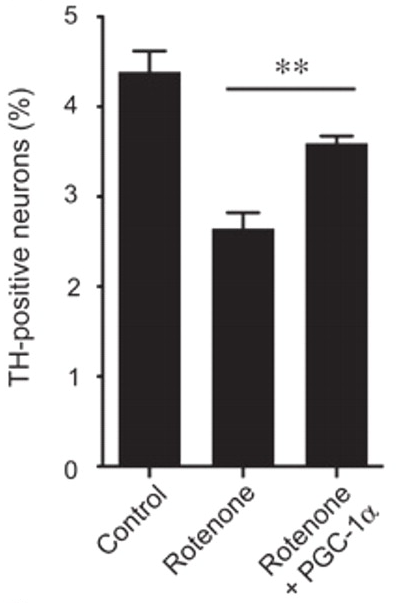 TH-positive neurons (%)
5
4
3
2
1
0
**
Control
Rotenone
Rotenone
+ PGC-1α